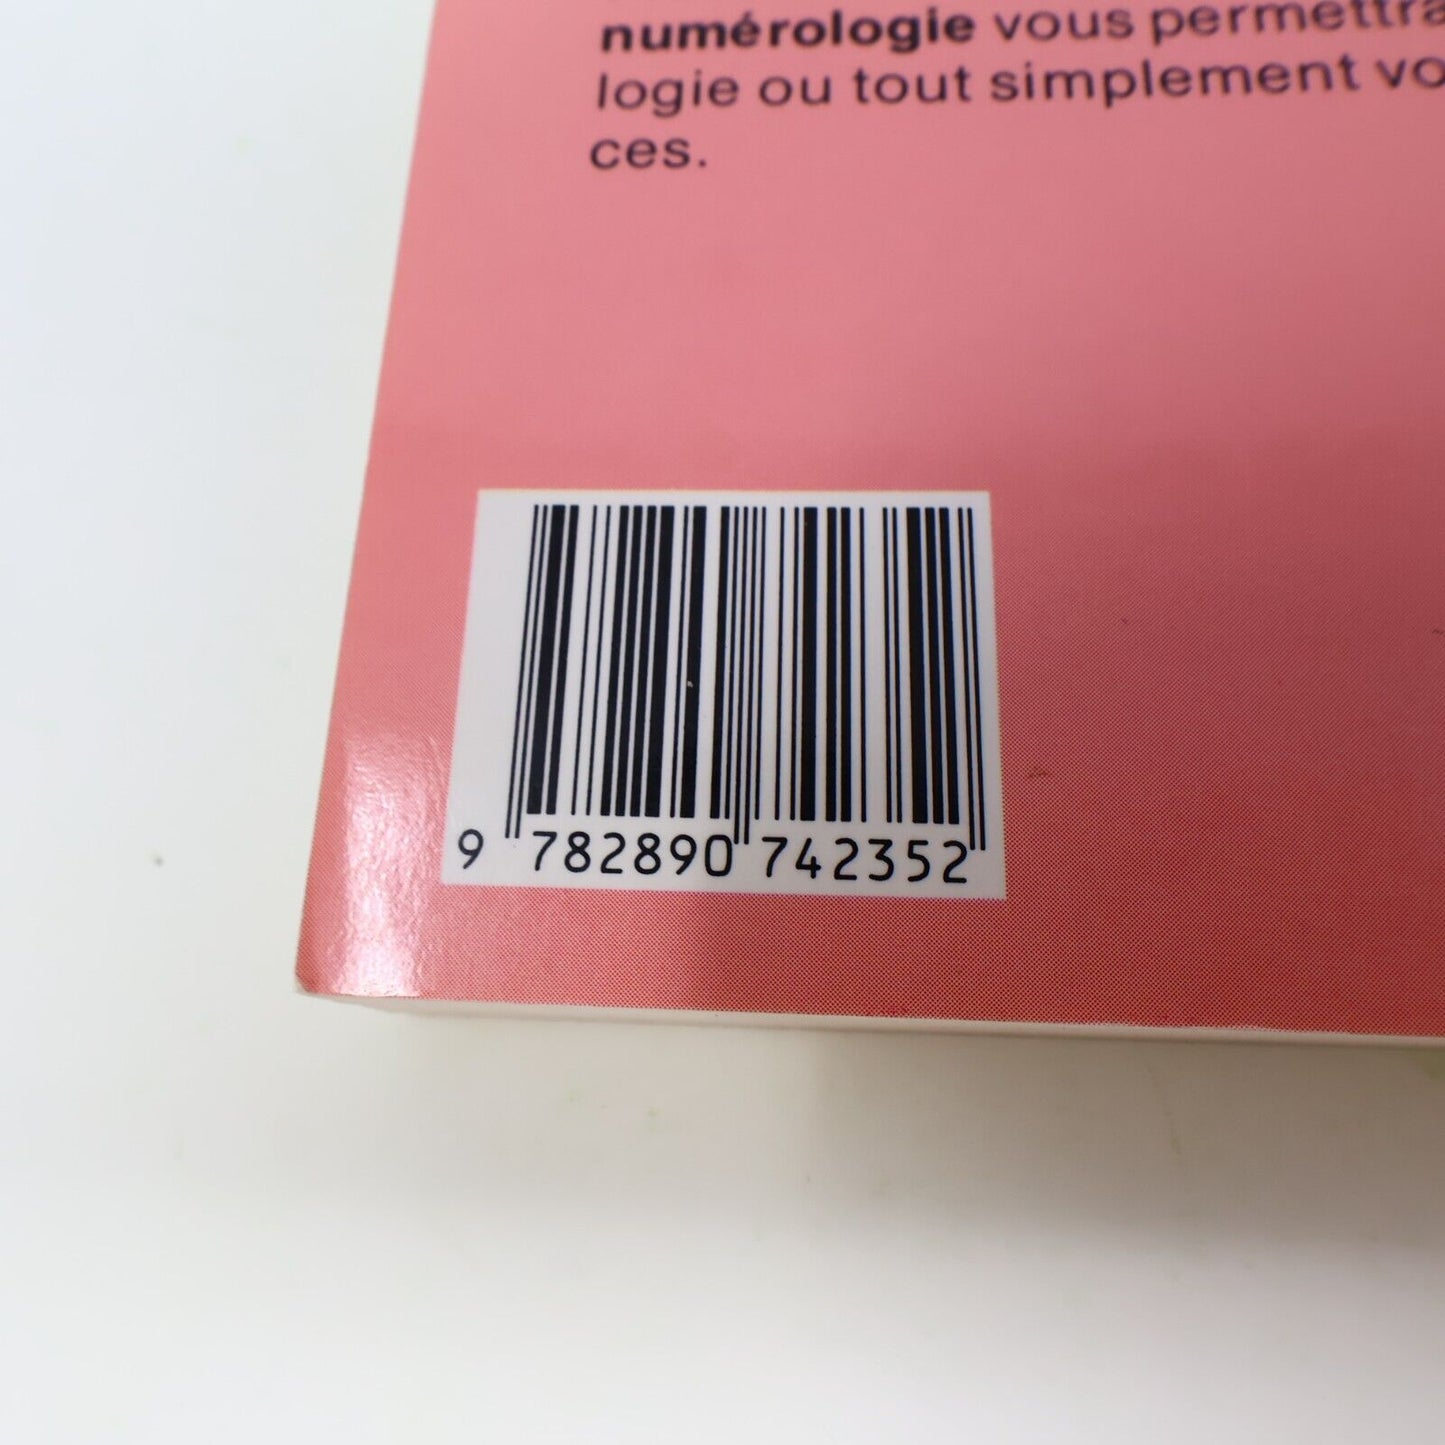 numérologie vous permettra
logie ou tout simplement vo
ces.
9 782890 742352